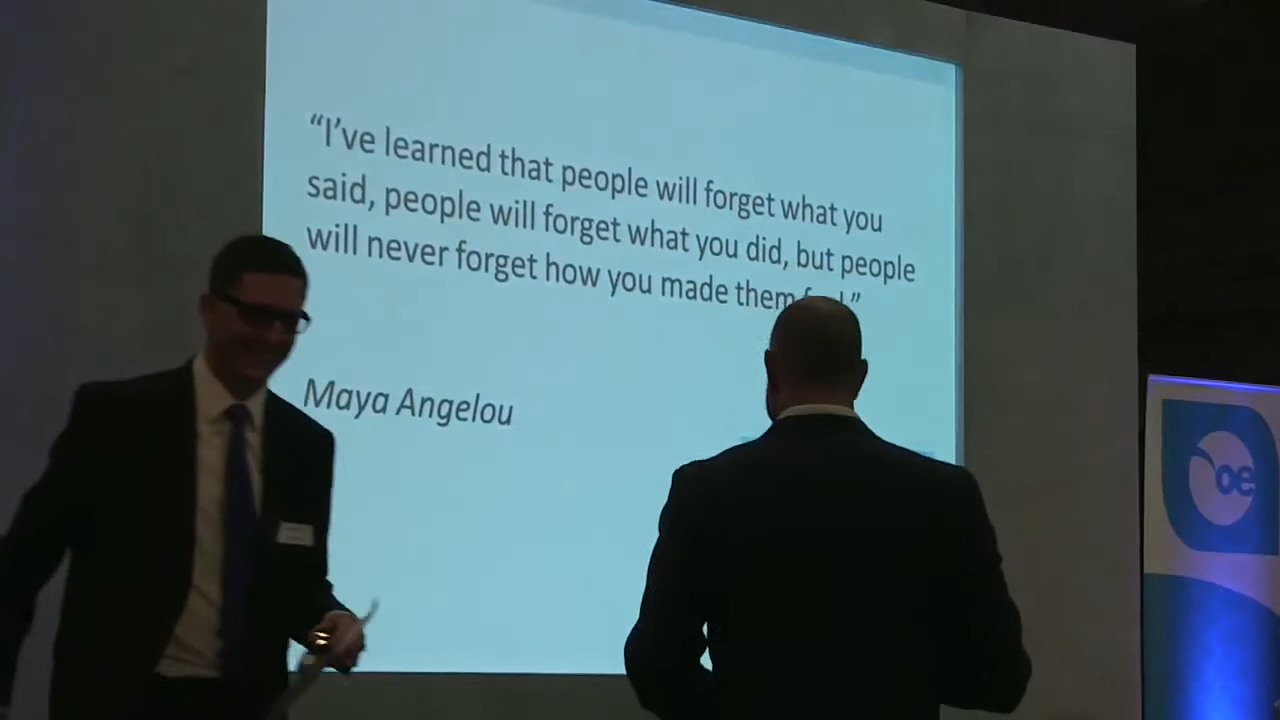 “I’ve learned that people will forget what you
said, people will forget what you did, but people
will never forget how you made them
Maya Angelou
oe